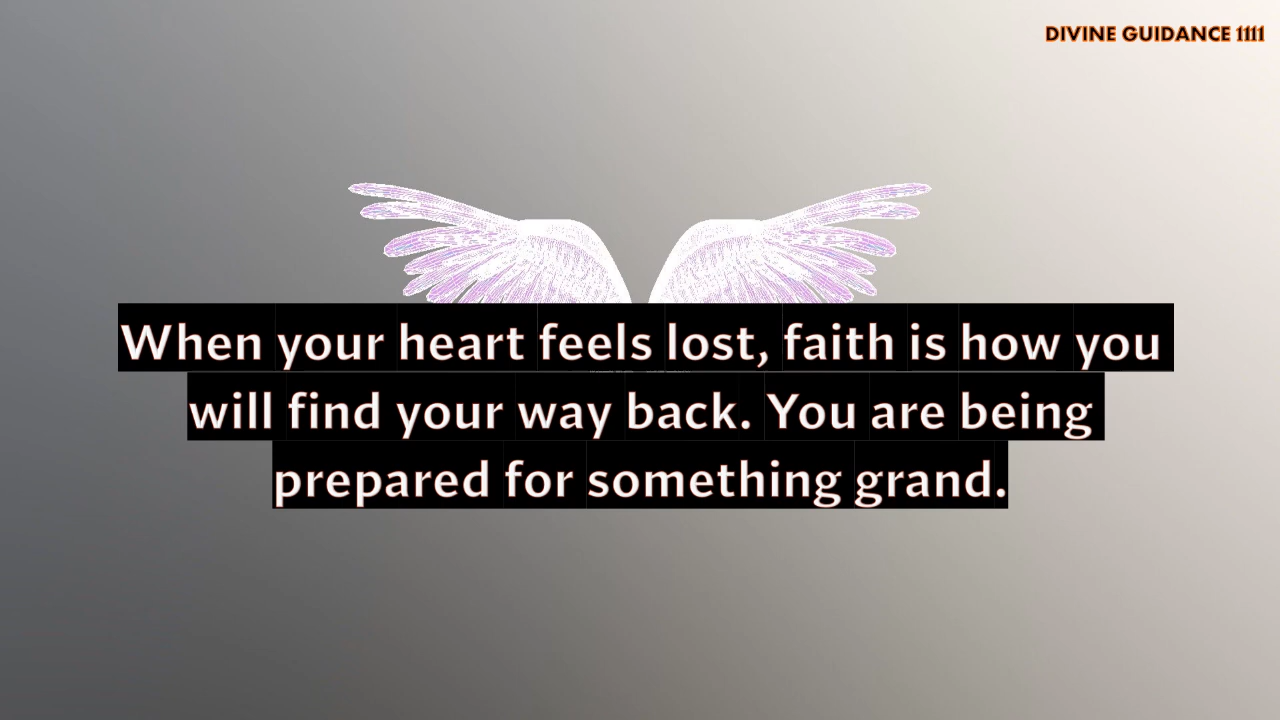 DIVINE GUIDANCE 1111
When your heart feels lost, faith is how you
will find your way back. You are being
prepared for something grand.